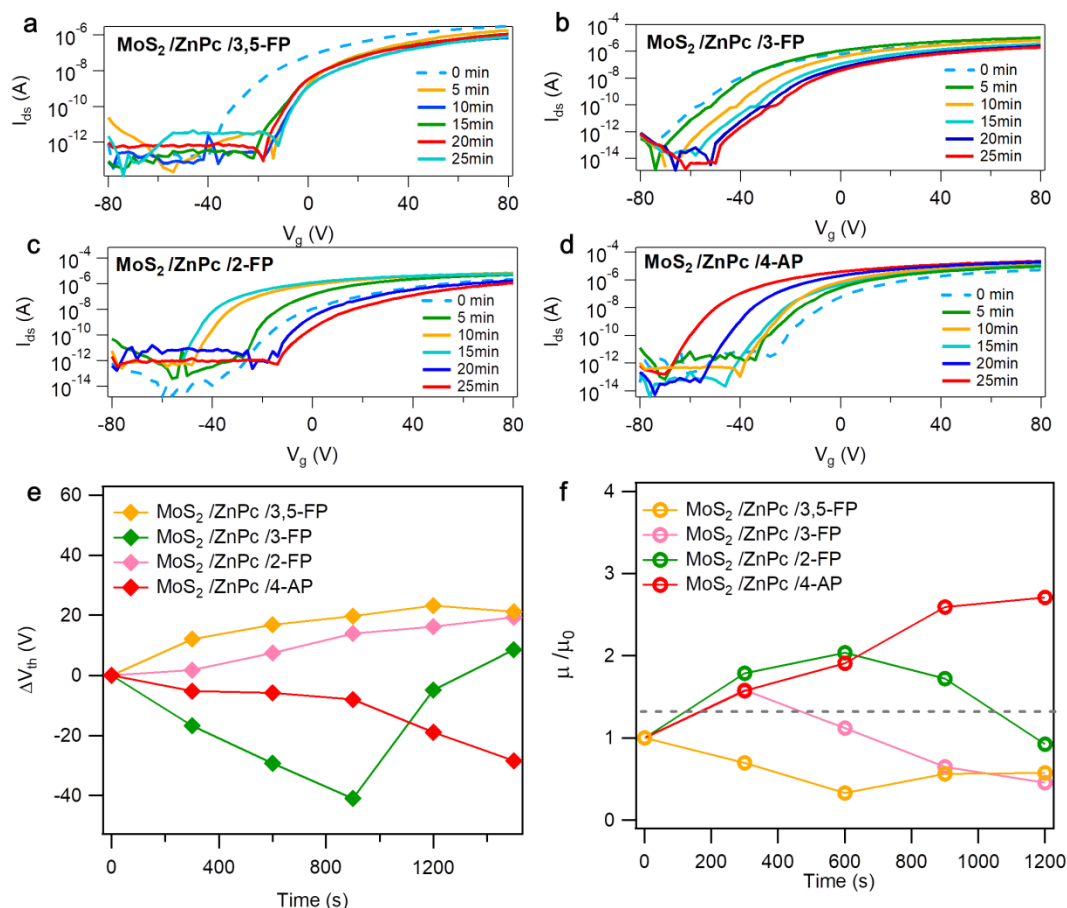 a
MoS2 /ZnPc /3,5-FP
Ids (A)
10-6
10-8
10-10
10-12
0 min
5 min
10min
15min
20min
25min
-80 -40 0 40 80
Vg (V)
b
MoS2 /ZnPc /3-FP
Ids (A)
10-4
10-6
10-8
10-10
10-12
10-14
0 min
5 min
10min
15min
20min
25min
-80 -40 0 40 80
Vg (V)
c
MoS2 /ZnPc /2-FP
Ids (A)
10-4
10-6
10-8
10-10
10-12
10-14
0 min
5 min
10min
15min
20min
25min
-80 -40 0 40 80
Vg (V)
d
MoS2 /ZnPc /4-AP
Ids (A)
10-4
10-6
10-8
10-10
10-12
10-14
0 min
5 min
10min
15min
20min
25min
-80 -40 0 40 80
Vg (V)
e
MoS2 /ZnPc /3,5-FP
MoS2 /ZnPc /3-FP
MoS2 /ZnPc /2-FP
MoS2 /ZnPc /4-AP
ΔVth (V)
60
40
20
0
-20
-40
0 400 800 1200
Time (s)
f
MoS2 /ZnPc /3,5-FP
MoS2 /ZnPc /3-FP
MoS2 /ZnPc /2-FP
MoS2 /ZnPc /4-AP
μ /μ0
4
3
2
1
0
0 200 400 600 800 1000 1200
Time (s)